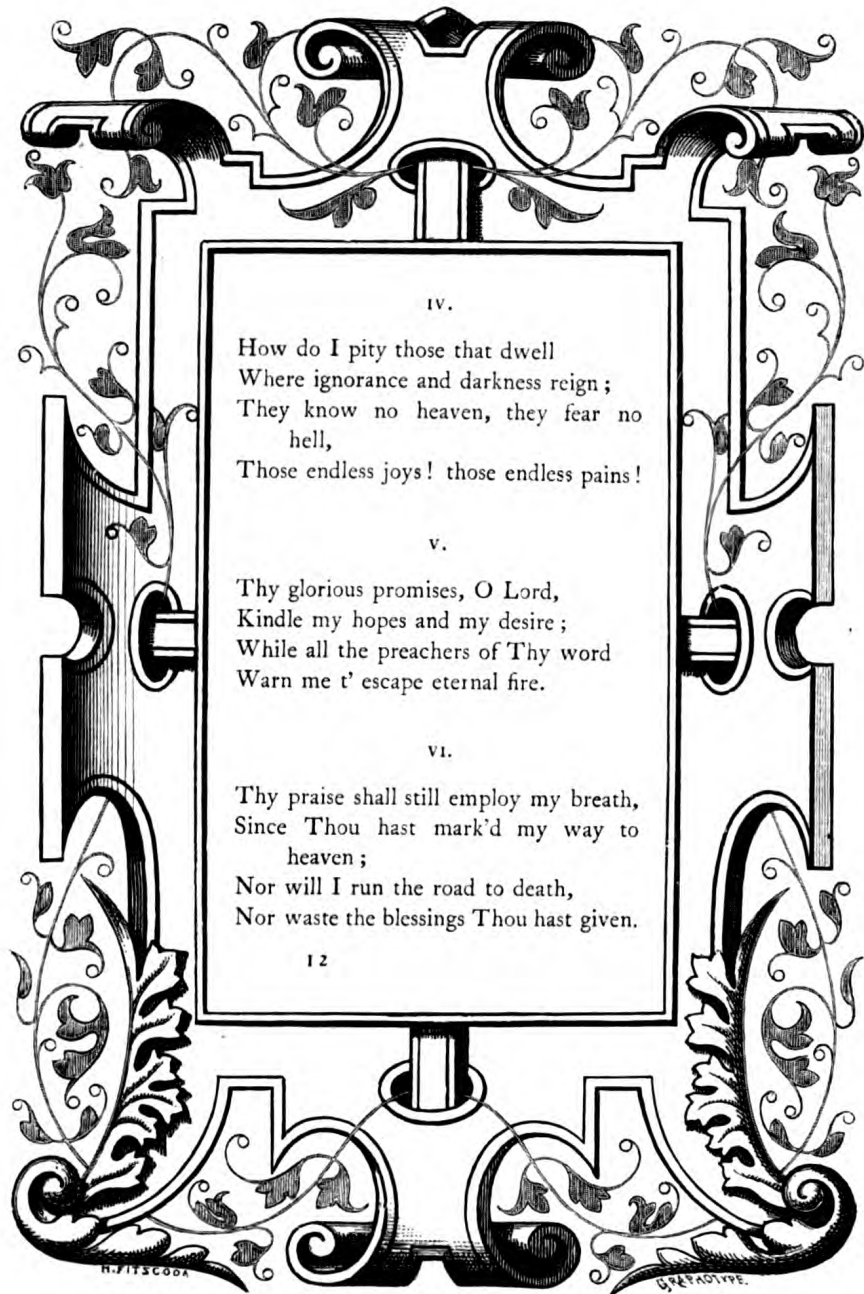 IV.
How do I pity those that dwell
Where ignorance and darkness reign ;
They know no heaven, they fear no
hell,
Those endless joys ! those endless pains !
V.
Thy glorious promises, O Lord,
Kindle my hopes and my desire ;
While all the preachers of Thy word
Warn me t' escape eternal fire.
VI.
Thy praise shall still employ my breath,
Since Thou hast mark'd my way to
heaven ;
Nor will I run the road to death,
Nor waste the blessings Thou hast given.
12
H. FITZCOOK GRAPHOTYPE.